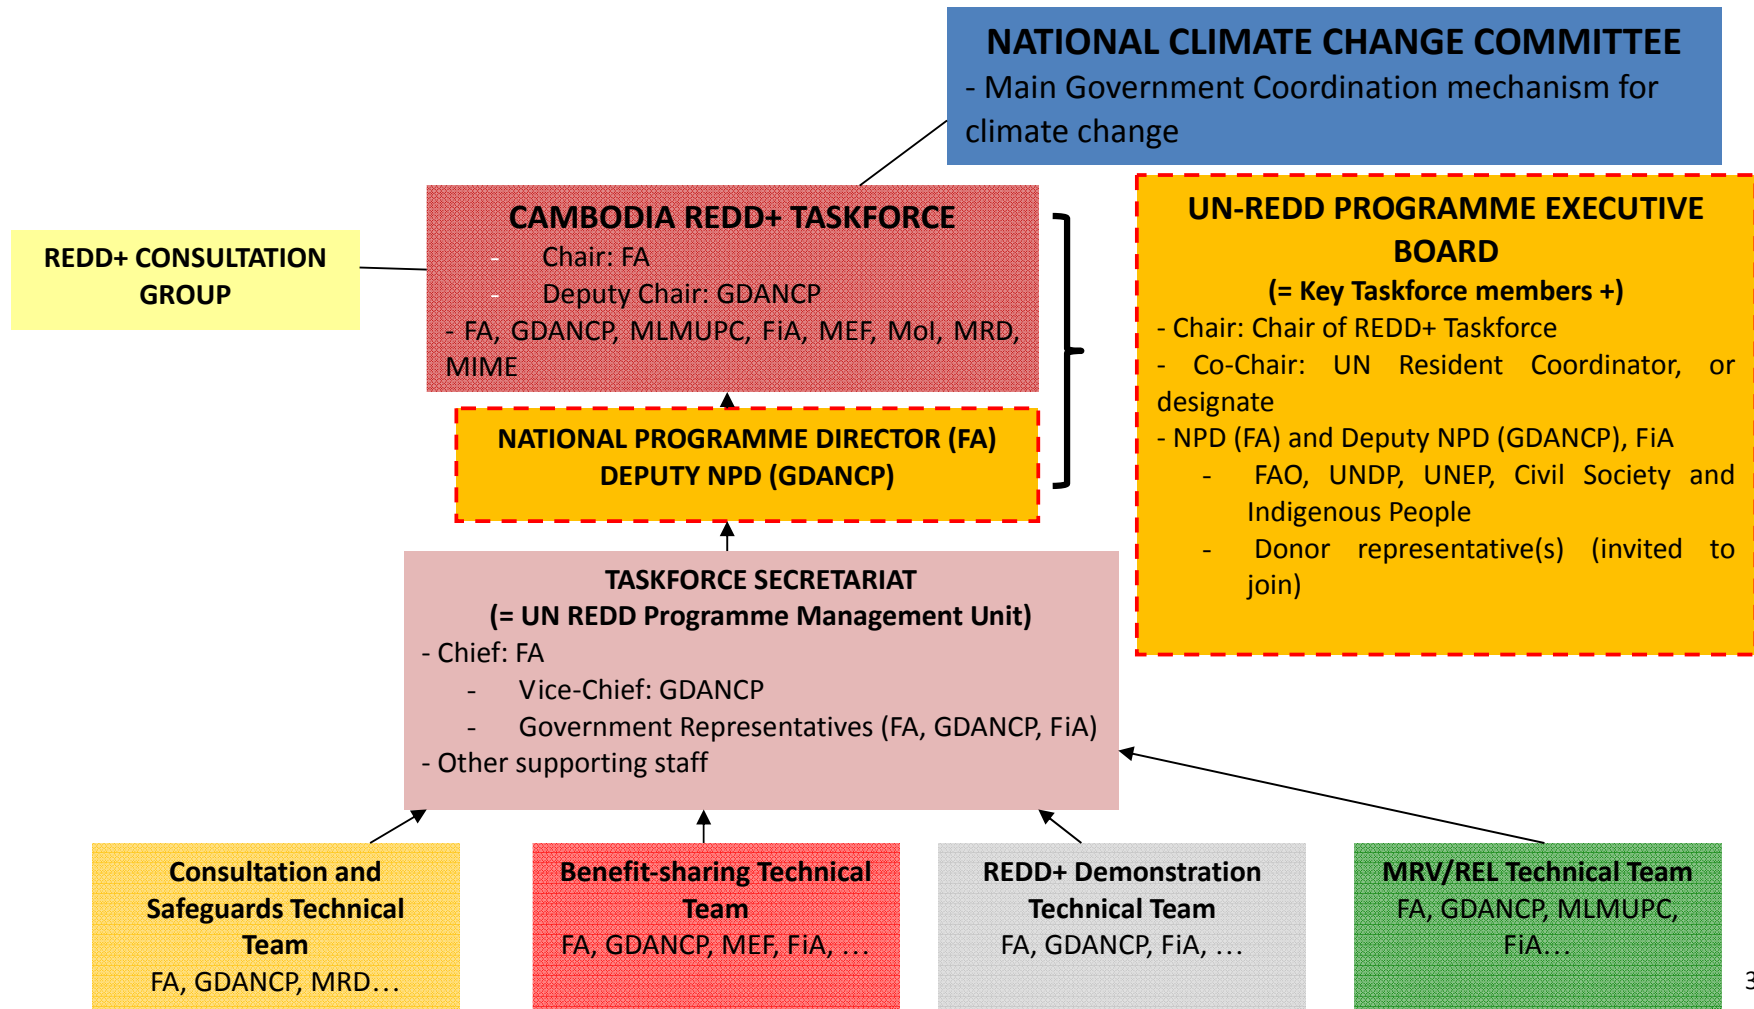 NATIONAL CLIMATE CHANGE COMMITTEE
- Main Government Coordination mechanism for
climate change
CAMBODIA REDD+ TASKFORCE
- Chair: FA
- Deputy Chair: GDANCP
- FA, GDANCP, MLMUPC, FiA, MEF, MoI, MRD,
MIME
REDD+ CONSULTATION
GROUP
UN-REDD PROGRAMME EXECUTIVE
BOARD
(= Key Taskforce members +)
- Chair: Chair of REDD+ Taskforce
- Co-Chair: UN Resident Coordinator, or
designate
- NPD (FA) and Deputy NPD (GDANCP), FiA
- FAO, UNDP, UNEP, Civil Society and
Indigenous People
- Donor representative(s) (invited to
join)
NATIONAL PROGRAMME DIRECTOR (FA)
DEPUTY NPD (GDANCP)
TASKFORCE SECRETARIAT
(= UN REDD Programme Management Unit)
- Chief: FA
- Vice-Chief: GDANCP
- Government Representatives (FA, GDANCP, FiA)
- Other supporting staff
Consultation and
Safeguards Technical
Team
FA, GDANCP, MRD…
Benefit-sharing Technical
Team
FA, GDANCP, MEF, FiA, …
REDD+ Demonstration
Technical Team
FA, GDANCP, FiA, …
MRV/REL Technical Team
FA, GDANCP, MLMUPC,
FiA…
3